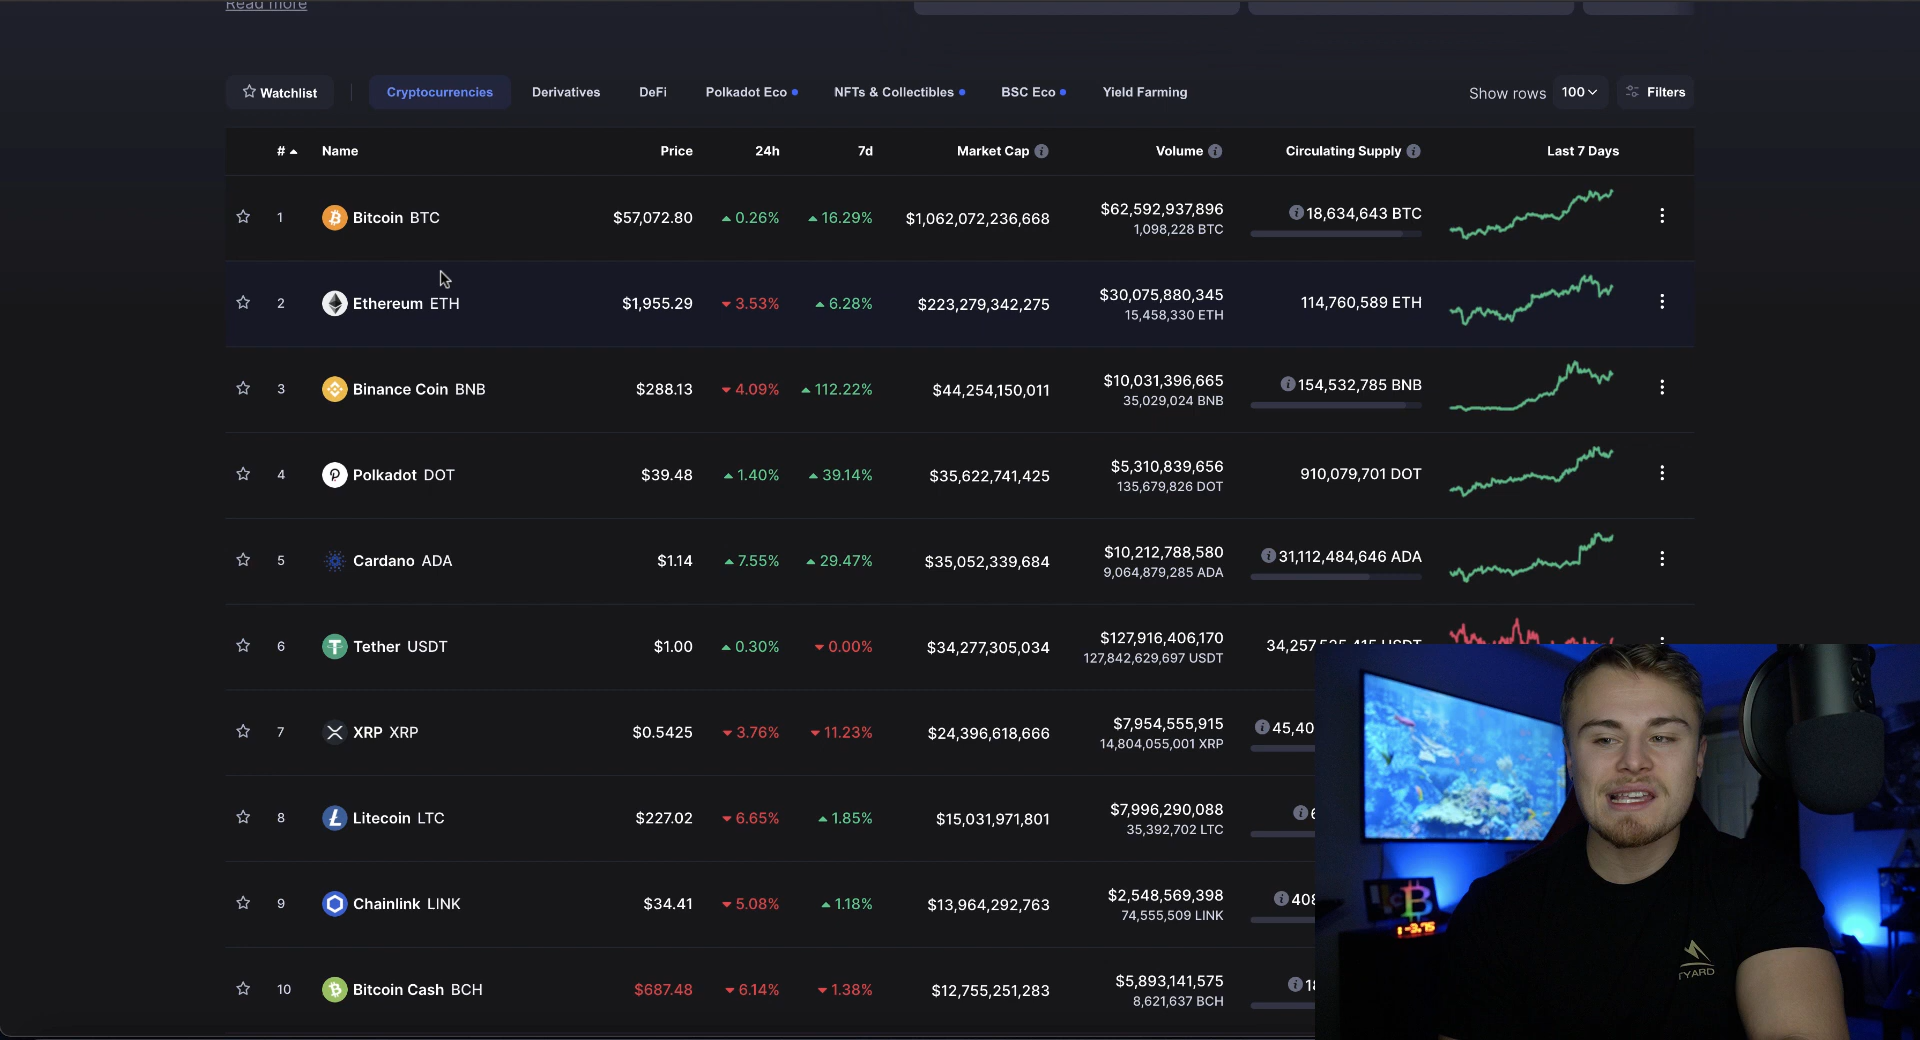 Read more
Watchlist Cryptocurrencies Derivatives DeFi Polkadot Eco NFTs & Collectibles BSC Eco Yield Farming Show rows 100 Filters
# Name Price 24h 7d Market Cap Volume Circulating Supply Last 7 Days
1 Bitcoin BTC $57,072.80 0.26% 16.29% $1,062,072,236,668 $62,592,937,896 18,634,643 BTC
1,098,228 BTC
2 Ethereum ETH $1,955.29 3.53% 6.28% $223,279,342,275 $30,075,880,345 114,760,589 ETH
15,458,330 ETH
3 Binance Coin BNB $288.13 4.09% 112.22% $44,254,150,011 $10,031,396,665 154,532,785 BNB
35,029,024 BNB
4 Polkadot DOT $39.48 1.40% 39.14% $35,622,741,425 $5,310,839,656 910,079,701 DOT
135,679,826 DOT
5 Cardano ADA $1.14 7.55% 29.47% $35,052,339,684 $10,212,788,580 31,112,484,646 ADA
9,064,879,285 ADA
6 Tether USDT $1.00 0.30% 0.00% $34,277,305,034 $127,916,406,170
127,842,629,697 USDT
7 XRP XRP $0.5425 3.76% 11.23% $24,396,618,666 $7,954,555,915 45,40
14,804,055,001 XRP
8 Litecoin LTC $227.02 6.65% 1.85% $15,031,971,801 $7,996,290,088 6
35,392,702 LTC
9 Chainlink LINK $34.41 5.08% 1.18% $13,964,292,763 $2,548,569,398 408
74,555,509 LINK
10 Bitcoin Cash BCH $687.48 6.14% 1.38% $12,755,251,283 $5,893,141,575 18
8,621,637 BCH